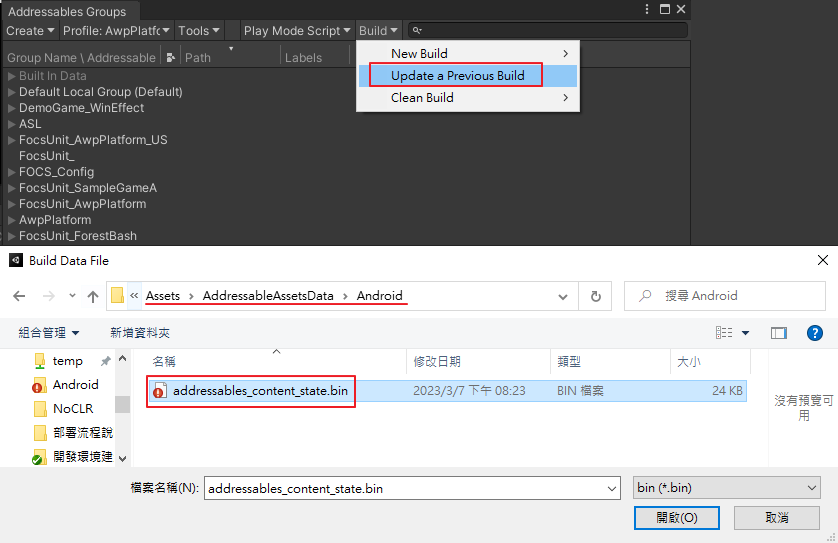 Addressables Groups
Create Profile: AwpPlatfc Tools Play Mode Script Build
Group Name \ Addressable Path Labels
New Build
Update a Previous Build
Clean Build
Built In Data
Default Local Group (Default)
DemoGame_WinEffect
ASL
FocsUnit_AwpPlatform_US
FocsUnit_
FOCS_Config
FocsUnit_SampleGameA
FocsUnit_AwpPlatform
AwpPlatform
FocsUnit_ForestBash
Build Data File
« Assets > AddressableAssetsData > Android
搜尋 Android
組合管理 新增資料夾
名稱 修改日期 類型 大小
temp
Android
NoCLR
部署流程說
開發環境建
addressables_content_state.bin 2023/3/7 下午 08:23 BIN 檔案 24 KB
沒有預覽可
用
檔案名稱(N): addressables_content_state.bin bin (*.bin)
開啟(O) 取消